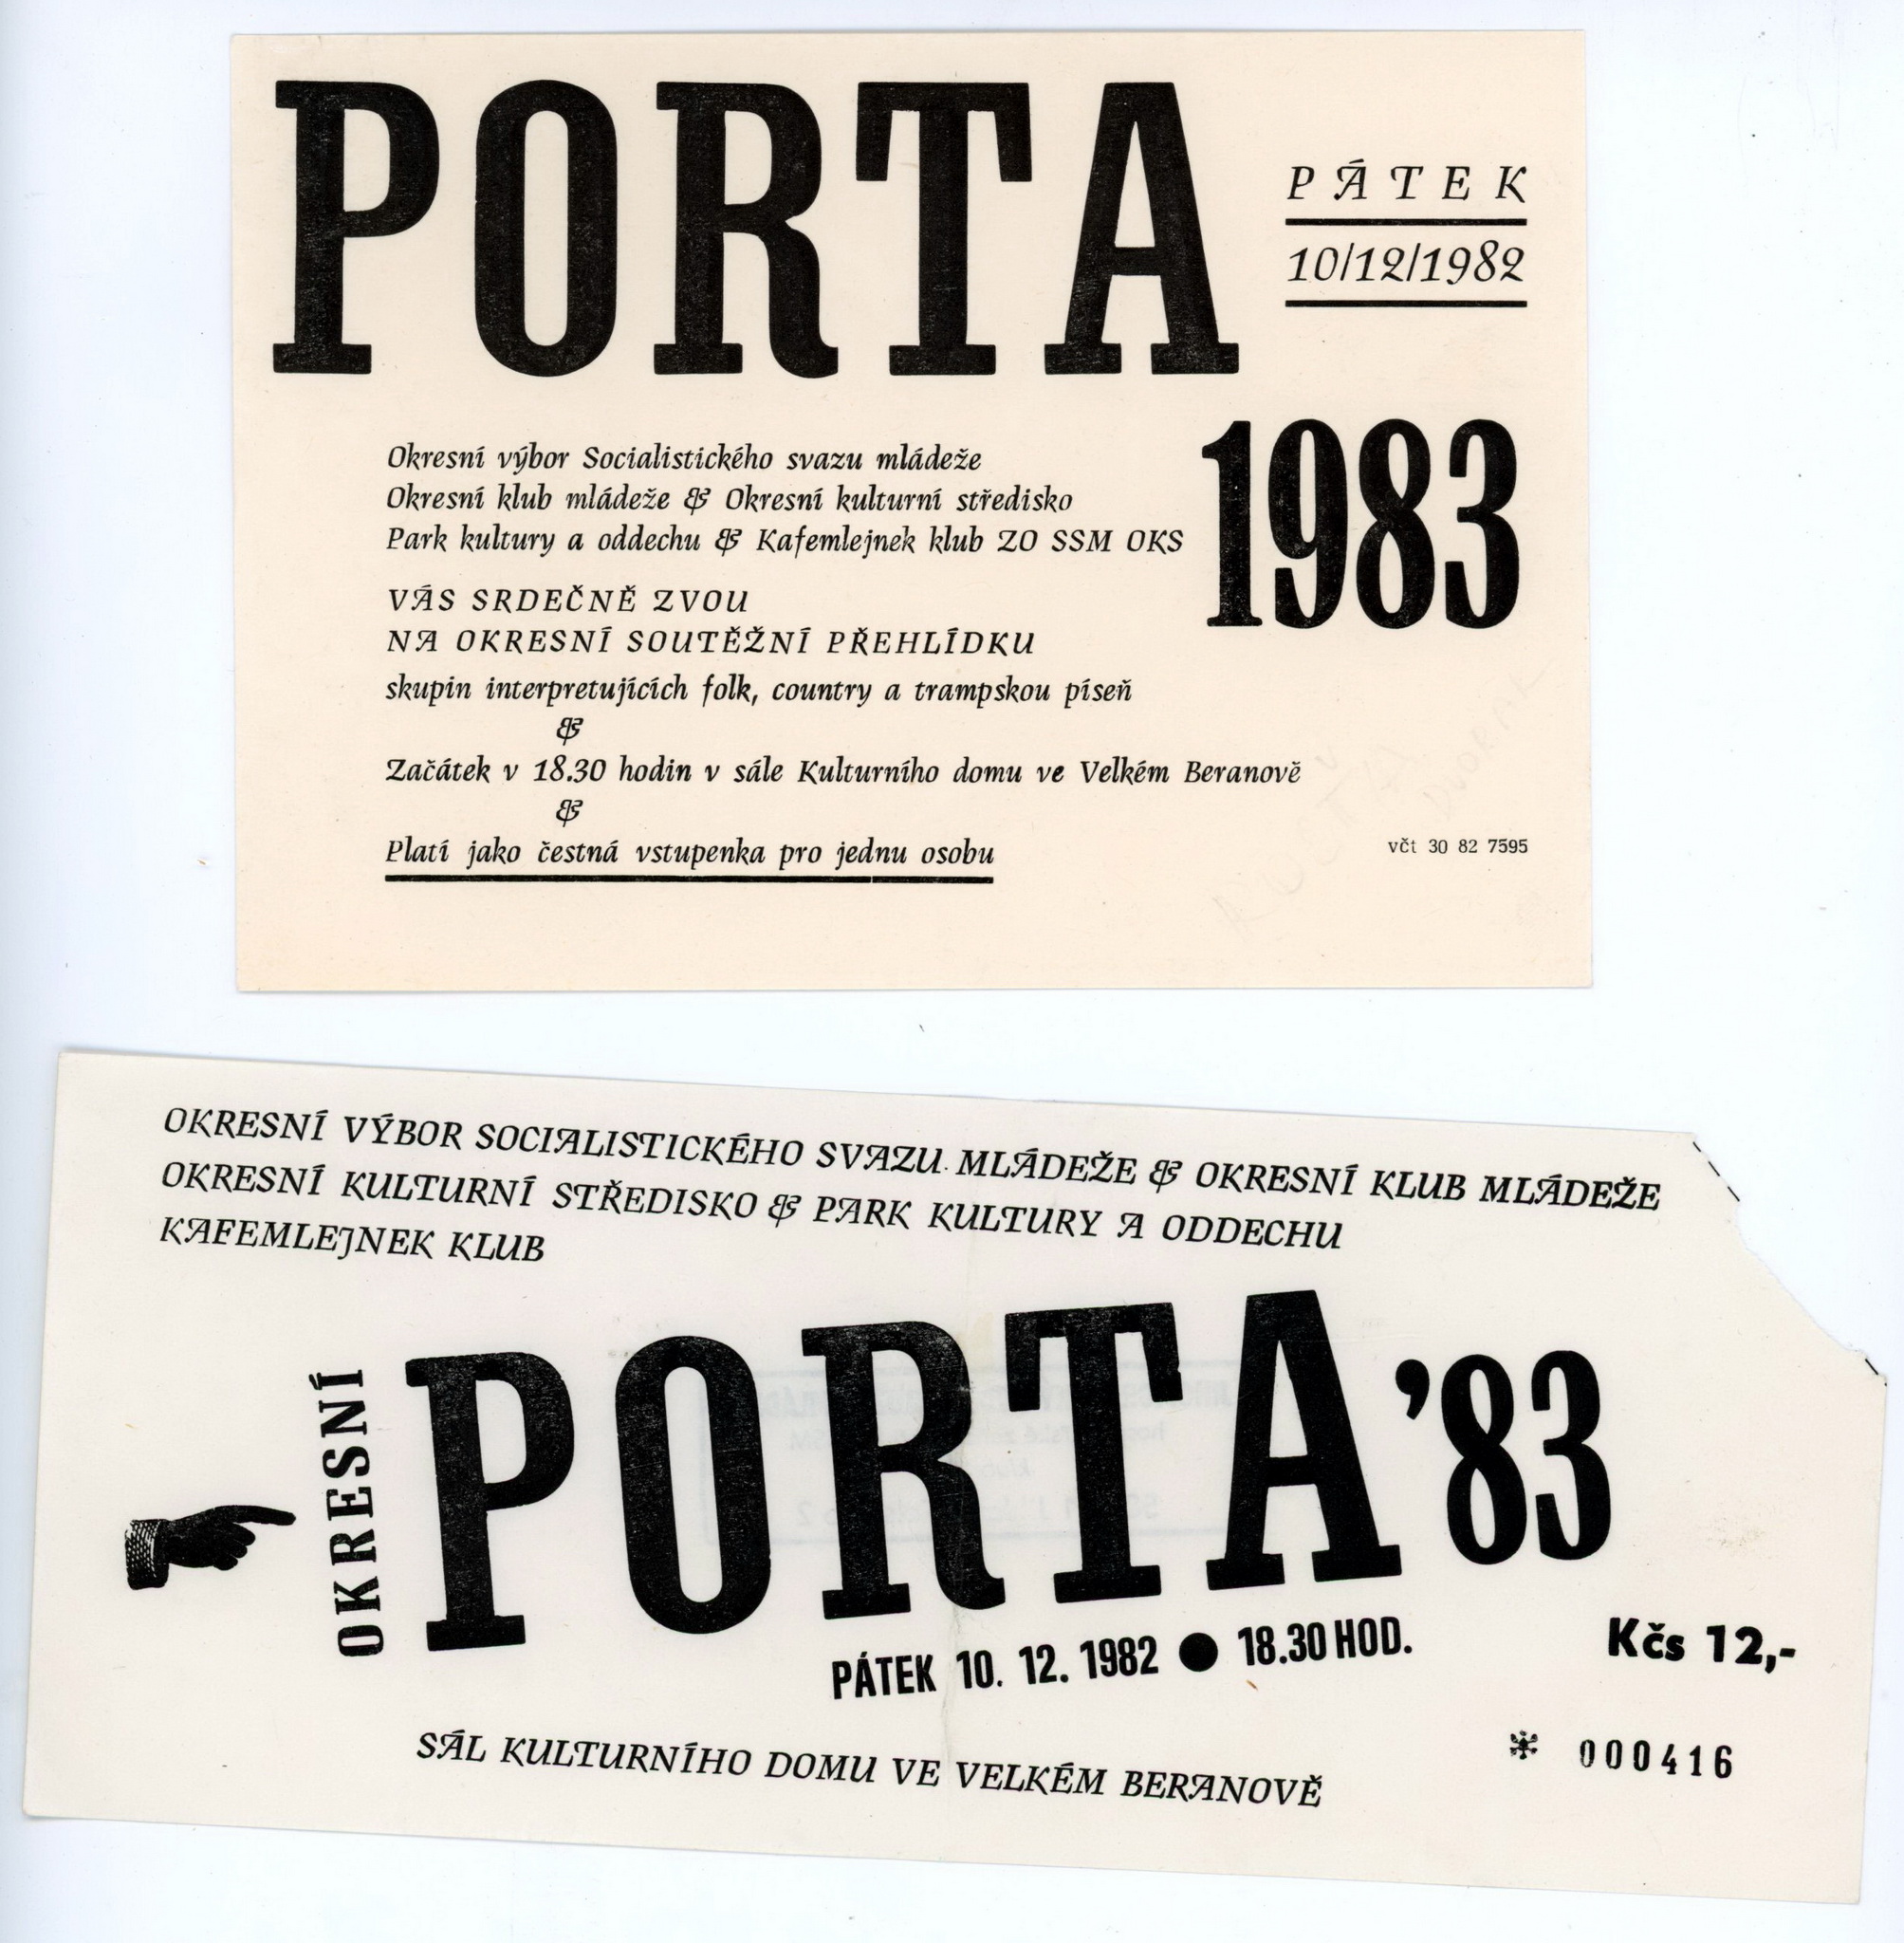 PORTA
PÁTEK
10/12/1982
1983
Okresní výbor Socialistického svazu mládeže
Okresní klub mládeže & Okresní kulturní středisko
Park kultury a oddechu & Kafemlejnek klub ZO SSM OKS
VÁS SRDEČNĚ ZVOU
NA OKRESNÍ SOUTĚŽNÍ PŘEHLÍDKU
skupin interpretujících folk, country a trampskou píseň
&
Začátek v 18.30 hodin v sále Kulturního domu ve Velkém Beranově
&
Platí jako čestná vstupenka pro jednu osobu
včt 30 82 7595
OKRESNÍ VÝBOR SOCIALISTICKÉHO SVAZU MLÁDEŽE & OKRESNÍ KLUB MLÁDEŽE
OKRESNÍ KULTURNÍ STŘEDISKO & PARK KULTURY A ODDECHU
KAFEMLEJNEK KLUB
OKRESNÍ
PORTA '83
PÁTEK 10. 12. 1982 ● 18.30 HOD.
Kčs 12,-
SÁL KULTURNÍHO DOMU VE VELKÉM BERANOVĚ
* 000416